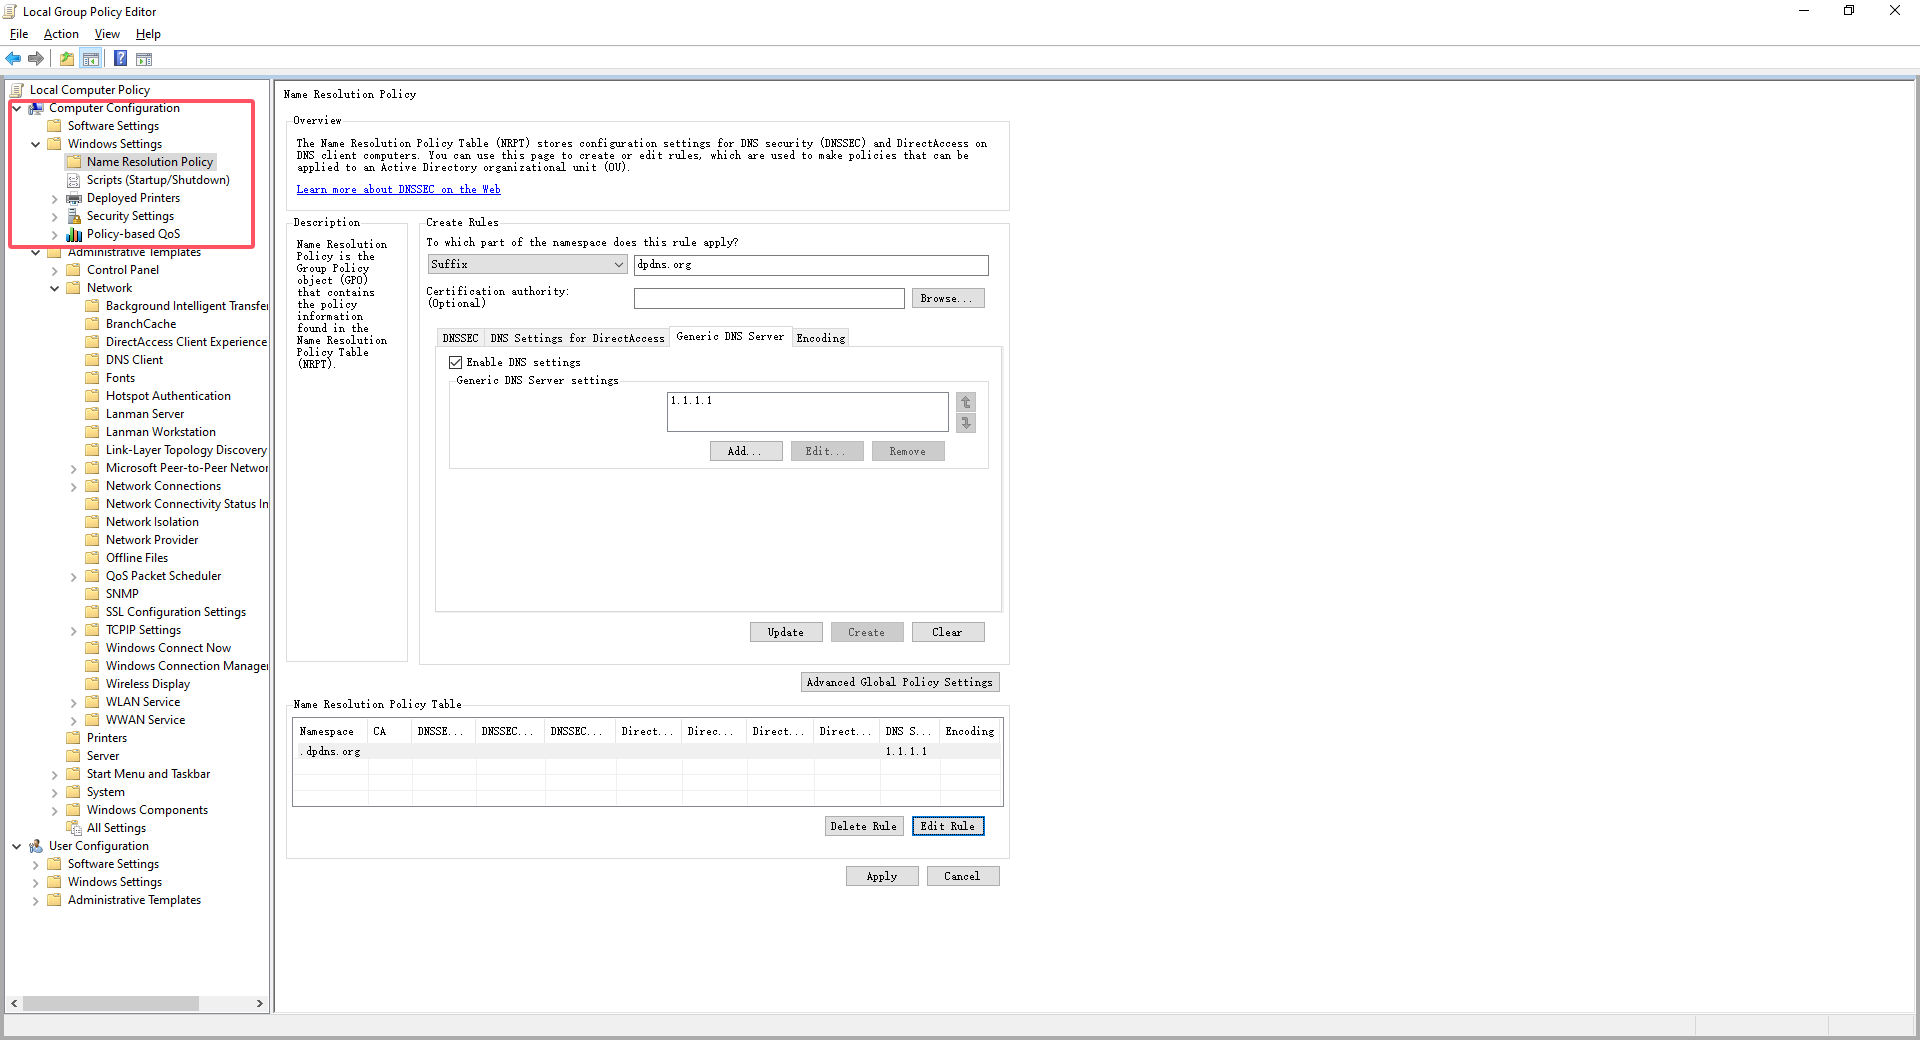 Local Group Policy Editor
File Action View Help
Local Computer Policy
Computer Configuration
Software Settings
Windows Settings
Name Resolution Policy
Scripts (Startup/Shutdown)
Deployed Printers
Security Settings
Policy-based QoS
Administrative Templates
Control Panel
Network
Background Intelligent Transfer
BranchCache
DirectAccess Client Experience
DNS Client
Fonts
Hotspot Authentication
Lanman Server
Lanman Workstation
Link-Layer Topology Discovery
Microsoft Peer-to-Peer Networ
Network Connections
Network Connectivity Status In
Network Isolation
Network Provider
Offline Files
QoS Packet Scheduler
SNMP
SSL Configuration Settings
TCPIP Settings
Windows Connect Now
Windows Connection Manager
Wireless Display
WLAN Service
WWAN Service
Printers
Server
Start Menu and Taskbar
System
Windows Components
All Settings
User Configuration
Software Settings
Windows Settings
Administrative Templates
Name Resolution Policy
Overview
The Name Resolution Policy Table (NRPT) stores configuration settings for DNS security (DNSSEC) and DirectAccess on
DNS client computers. You can use this page to create or edit rules, which are used to make policies that can be
applied to an Active Directory organizational unit (OU).
Learn more about DNSSEC on the Web
Description
Name Resolution
Policy is the
Group Policy
object (GPO)
that contains
the policy
information
found in the
Name Resolution
Policy Table
(NRPT).
Create Rules
To which part of the namespace does this rule apply?
Suffix dpdns.org
Certification authority:
(Optional)
Browse...
DNSSEC DNS Settings for DirectAccess Generic DNS Server Encoding
Enable DNS settings
Generic DNS Server settings
1.1.1.1
Add... Edit... Remove
Update Create Clear
Advanced Global Policy Settings
Name Resolution Policy Table
Namespace CA DNSSE... DNSSEC... DNSSEC... Direct... Direc... Direct... Direct... DNS S... Encoding
.dpdns.org 1.1.1.1
Delete Rule Edit Rule
Apply Cancel